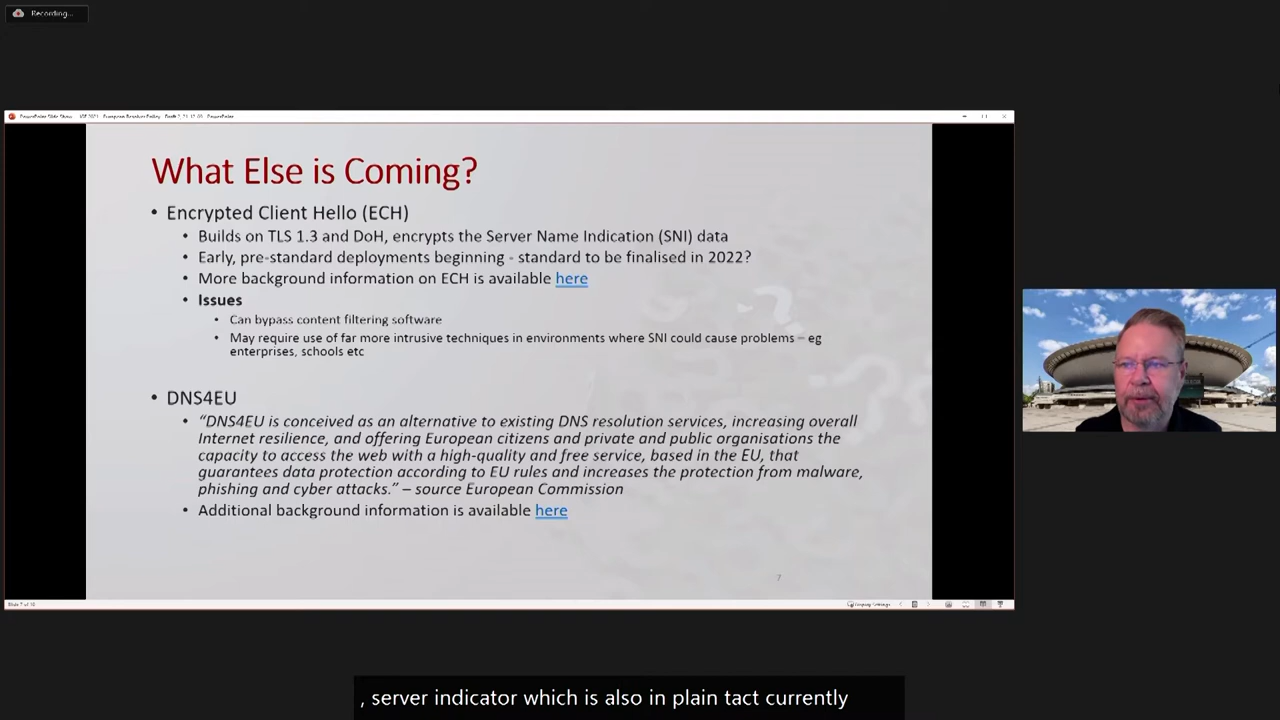 Recording...
PowerPoint Slide Show
What Else is Coming?
• Encrypted Client Hello (ECH)
• Builds on TLS 1.3 and DoH, encrypts the Server Name Indication (SNI) data
• Early, pre-standard deployments beginning - standard to be finalised in 2022?
• More background information on ECH is available here
• Issues
• Can bypass content filtering software
• May require use of far more intrusive techniques in environments where SNI could cause problems – eg
enterprises, schools etc
• DNS4EU
• “DNS4EU is conceived as an alternative to existing DNS resolution services, increasing overall
Internet resilience, and offering European citizens and private and public organisations the
capacity to access the web with a high-quality and free service, based in the EU, that
guarantees data protection according to EU rules and increases the protection from malware,
phishing and cyber attacks.” – source European Commission
• Additional background information is available here
7
Display Settings
, server indicator which is also in plain tact currently